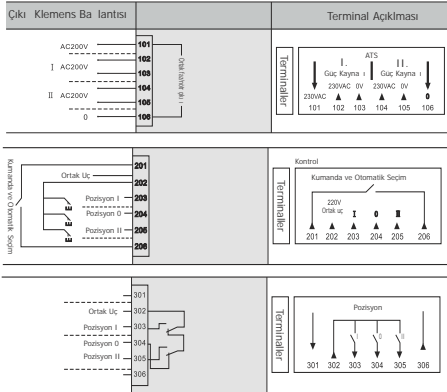 Çıkı Klemens Ba lantısı
Terminal Açıklması
AC200V
I AC200V
II AC200V
0
101
102
103
104
105
106
Terminaller
ATS
I. II.
Güç Kayna ı Güç Kayna ı
230VAC 230VAC 0V 230VAC 0V 0
101 102 103 104 105 106
Kumanda ve Otomatik Seçim
Ortak Uç
Pozisyon I
Pozisyon 0
Pozisyon II
201
202
203
204
205
206
Terminaller
Kontrol
Kumanda ve Otomatik Seçim
220V
Ortak uç I 0 II
201 202 203 204 205 206
Ortak Uç
Pozisyon I
Pozisyon 0
Pozisyon II
301
302
303
304
305
306
Terminaller
Pozisyon
I 0 II
301 302 303 304 305 306